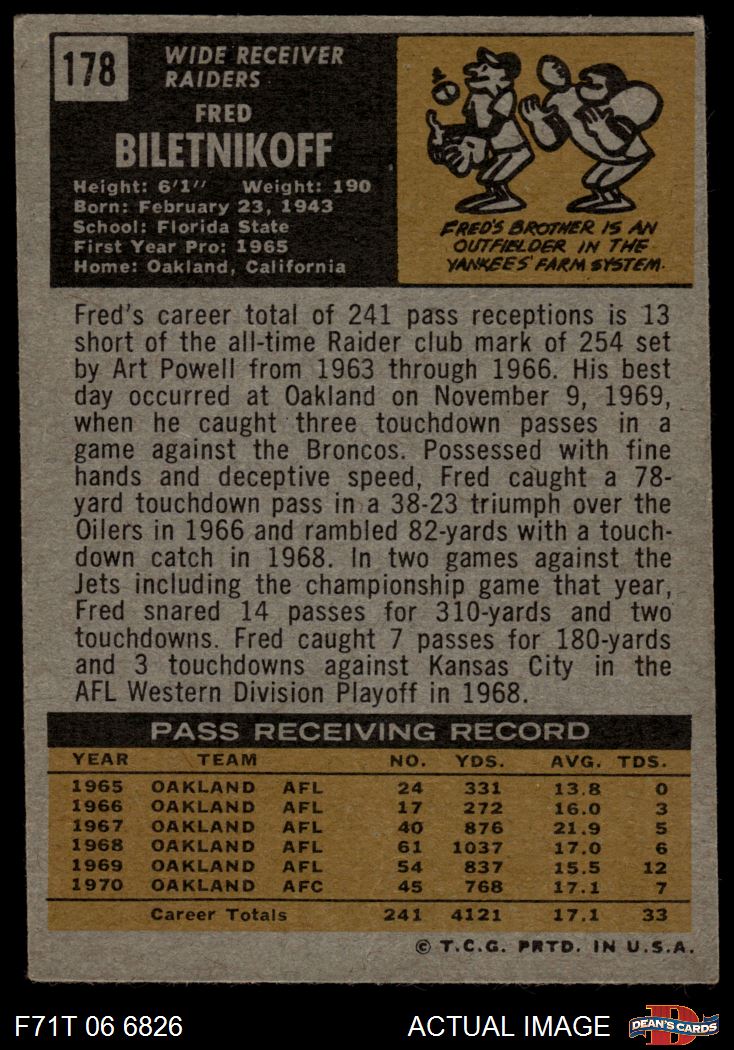 178
WIDE RECEIVER
RAIDERS
FRED
BILETNIKOFF
Height: 6'1" Weight: 190
Born: February 23, 1943
School: Florida State
First Year Pro: 1965
Home: Oakland, California
FRED'S BROTHER IS AN
OUTFIELDER IN THE
YANKEES' FARM SYSTEM.
Fred's career total of 241 pass receptions is 13
short of the all-time Raider club mark of 254 set
by Art Powell from 1963 through 1966. His best
day occurred at Oakland on November 9, 1969,
when he caught three touchdown passes in a
game against the Broncos. Possessed with fine
hands and deceptive speed, Fred caught a 78-
yard touchdown pass in a 38-23 triumph over the
Oilers in 1966 and rambled 82-yards with a touch-
down catch in 1968. In two games against the
Jets including the championship game that year,
Fred snared 14 passes for 310-yards and two
touchdowns. Fred caught 7 passes for 180-yards
and 3 touchdowns against Kansas City in the
AFL Western Division Playoff in 1968.
PASS RECEIVING RECORD
YEAR TEAM NO. YDS. AVG. TDS.
1965 OAKLAND AFL 24 331 13.8 0
1966 OAKLAND AFL 17 272 16.0 3
1967 OAKLAND AFL 40 876 21.9 5
1968 OAKLAND AFL 61 1037 17.0 6
1969 OAKLAND AFL 54 837 15.5 12
1970 OAKLAND AFC 45 768 17.1 7
Career Totals 241 4121 17.1 33
© T.C.G. PRTD. IN U.S.A.
F71T 06 6826 ACTUAL IMAGE
D
DEAN'S CARDS